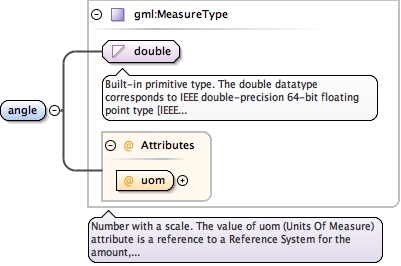 gml:MeasureType
double
Built-in primitive type. The double datatype
corresponds to IEEE double-precision 64-bit floating
point type [IEEE...
angle
@ Attributes
@ uom
Number with a scale. The value of uom (Units Of Measure)
attribute is a reference to a Reference System for the
amount,...